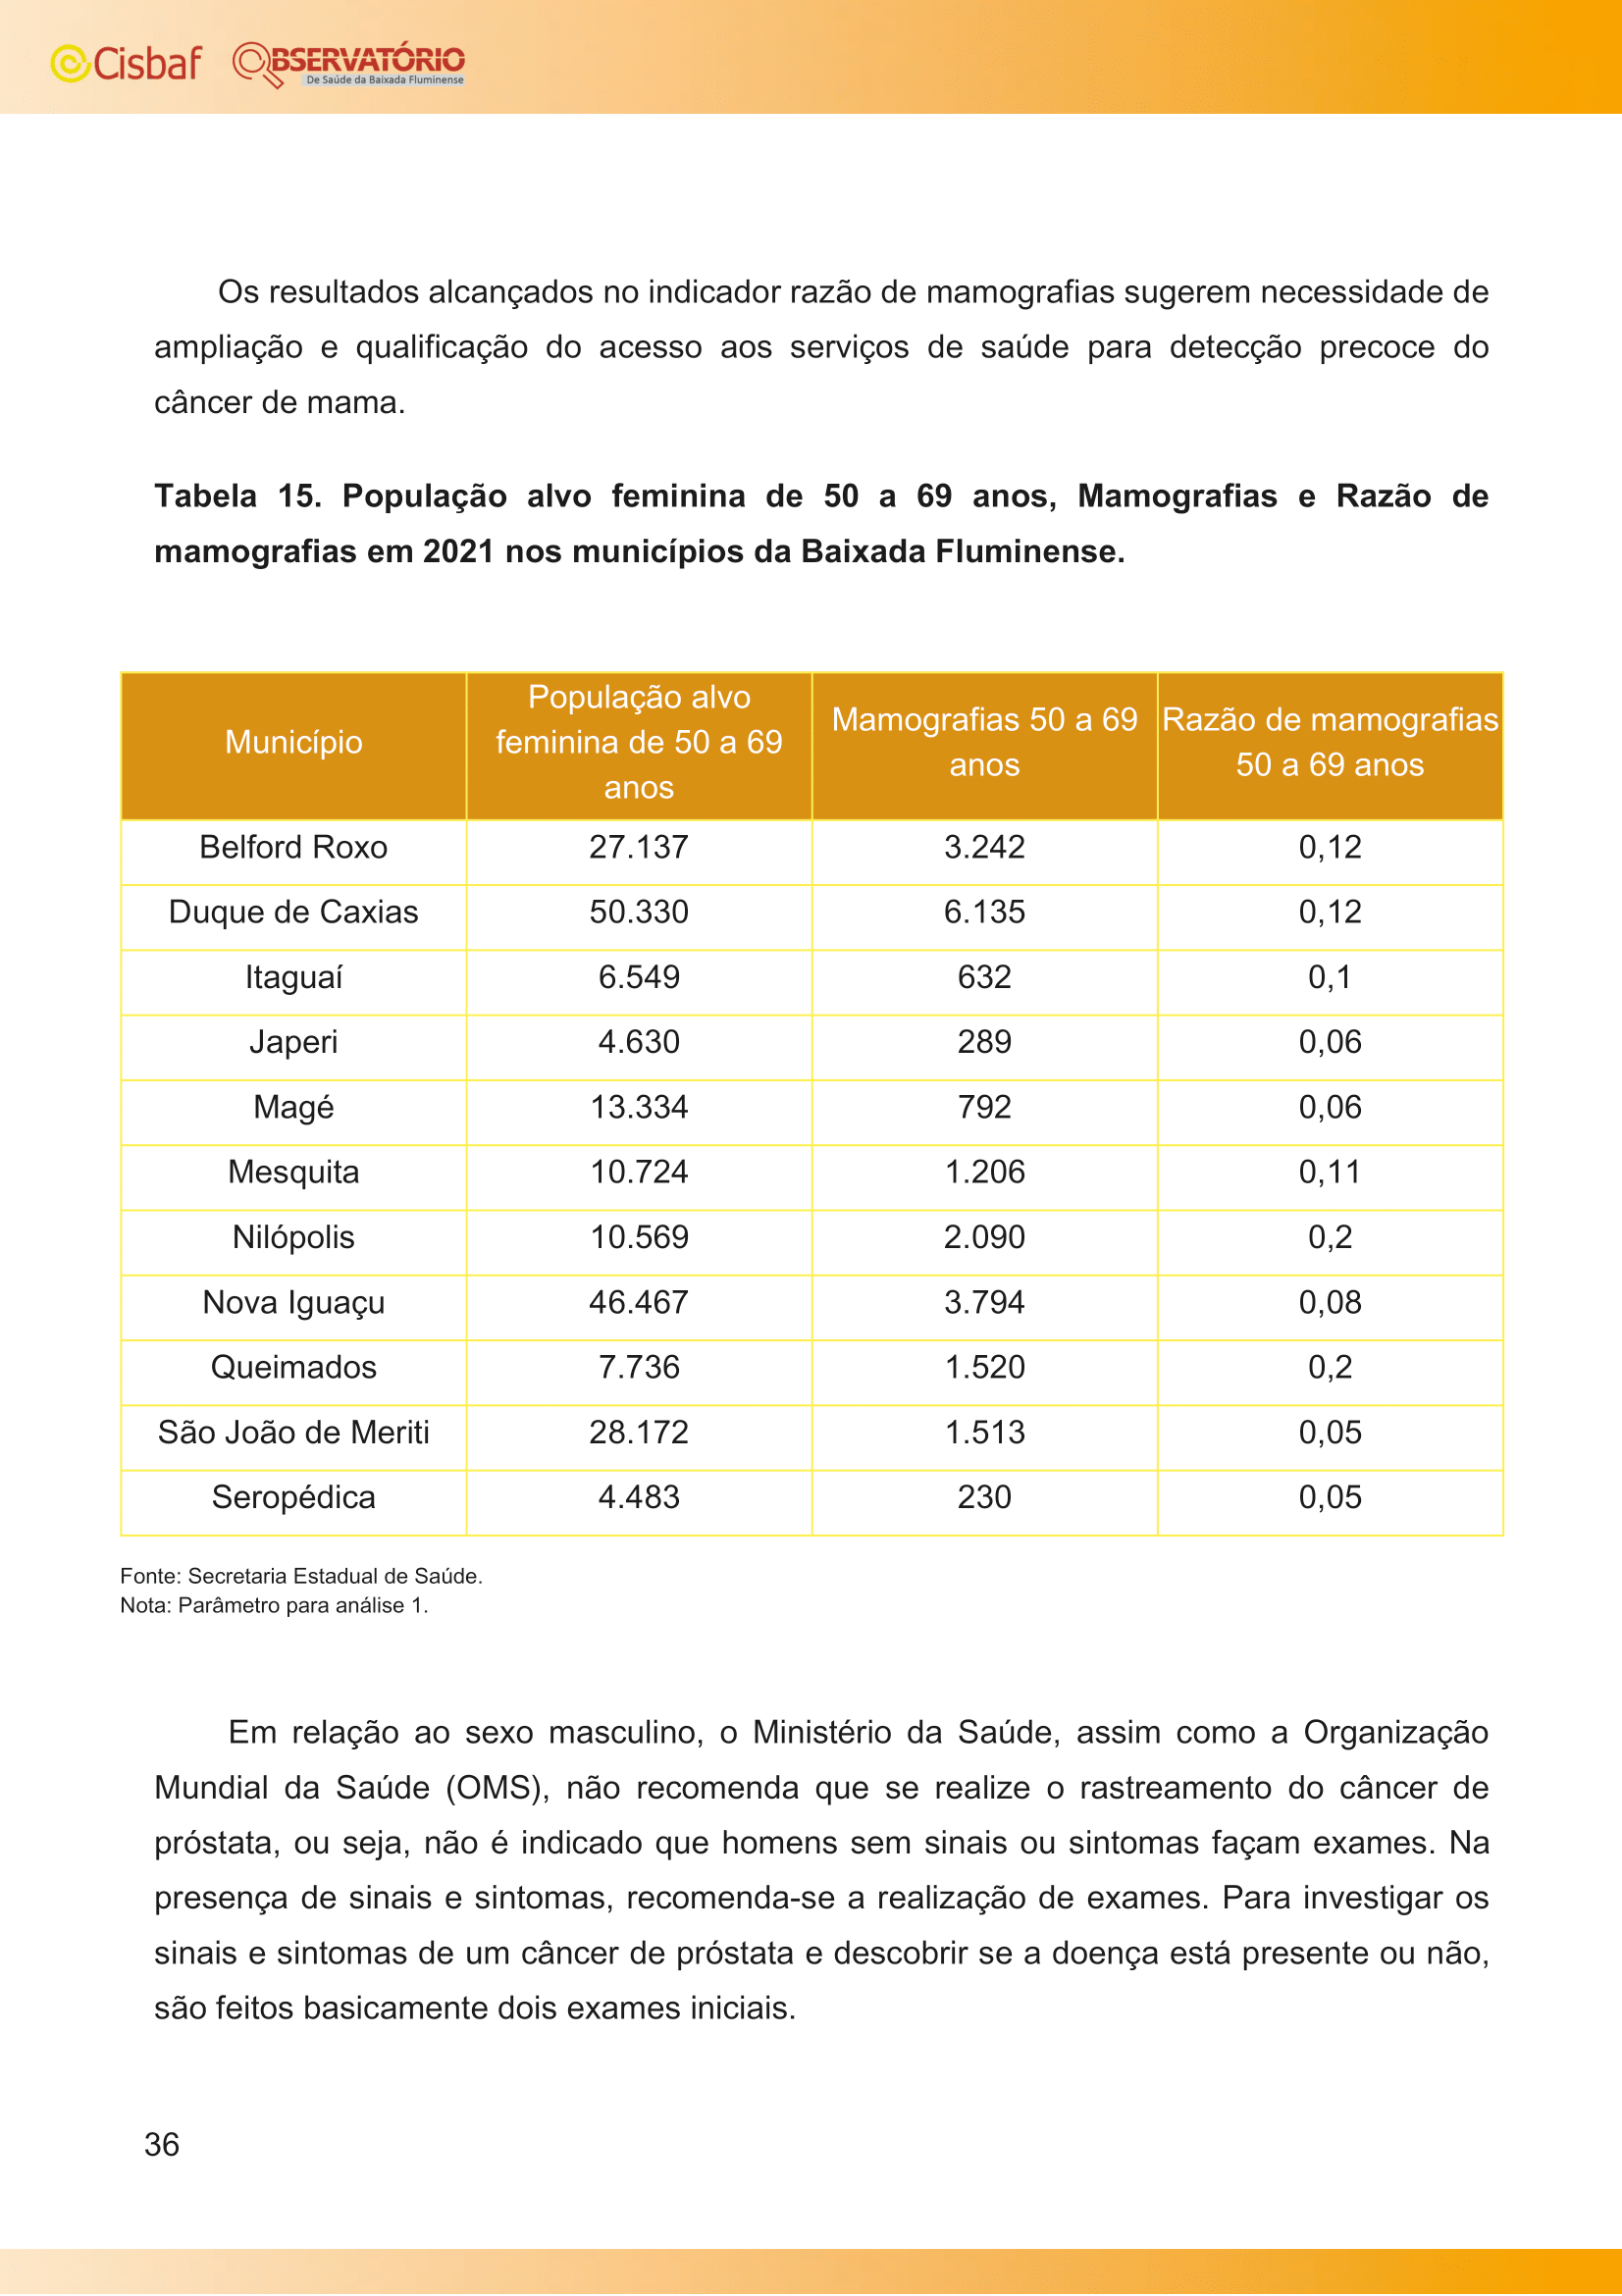 Cisbaf OBSERVATÓRIO
De Saúde da Baixada Fluminense
Os resultados alcançados no indicador razão de mamografias sugerem necessidade de
ampliação e qualificação do acesso aos serviços de saúde para detecção precoce do
câncer de mama.
Tabela 15. População alvo feminina de 50 a 69 anos, Mamografias e Razão de
mamografias em 2021 nos municípios da Baixada Fluminense.
Município
População alvo
feminina de 50 a 69
anos
Mamografias 50 a 69
anos
Razão de mamografias
50 a 69 anos
Belford Roxo 27.137 3.242 0,12
Duque de Caxias 50.330 6.135 0,12
Itaguaí 6.549 632 0,1
Japeri 4.630 289 0,06
Magé 13.334 792 0,06
Mesquita 10.724 1.206 0,11
Nilópolis 10.569 2.090 0,2
Nova Iguaçu 46.467 3.794 0,08
Queimados 7.736 1.520 0,2
São João de Meriti 28.172 1.513 0,05
Seropédica 4.483 230 0,05
Fonte: Secretaria Estadual de Saúde.
Nota: Parâmetro para análise 1.
Em relação ao sexo masculino, o Ministério da Saúde, assim como a Organização
Mundial da Saúde (OMS), não recomenda que se realize o rastreamento do câncer de
próstata, ou seja, não é indicado que homens sem sinais ou sintomas façam exames. Na
presença de sinais e sintomas, recomenda-se a realização de exames. Para investigar os
sinais e sintomas de um câncer de próstata e descobrir se a doença está presente ou não,
são feitos basicamente dois exames iniciais.
36